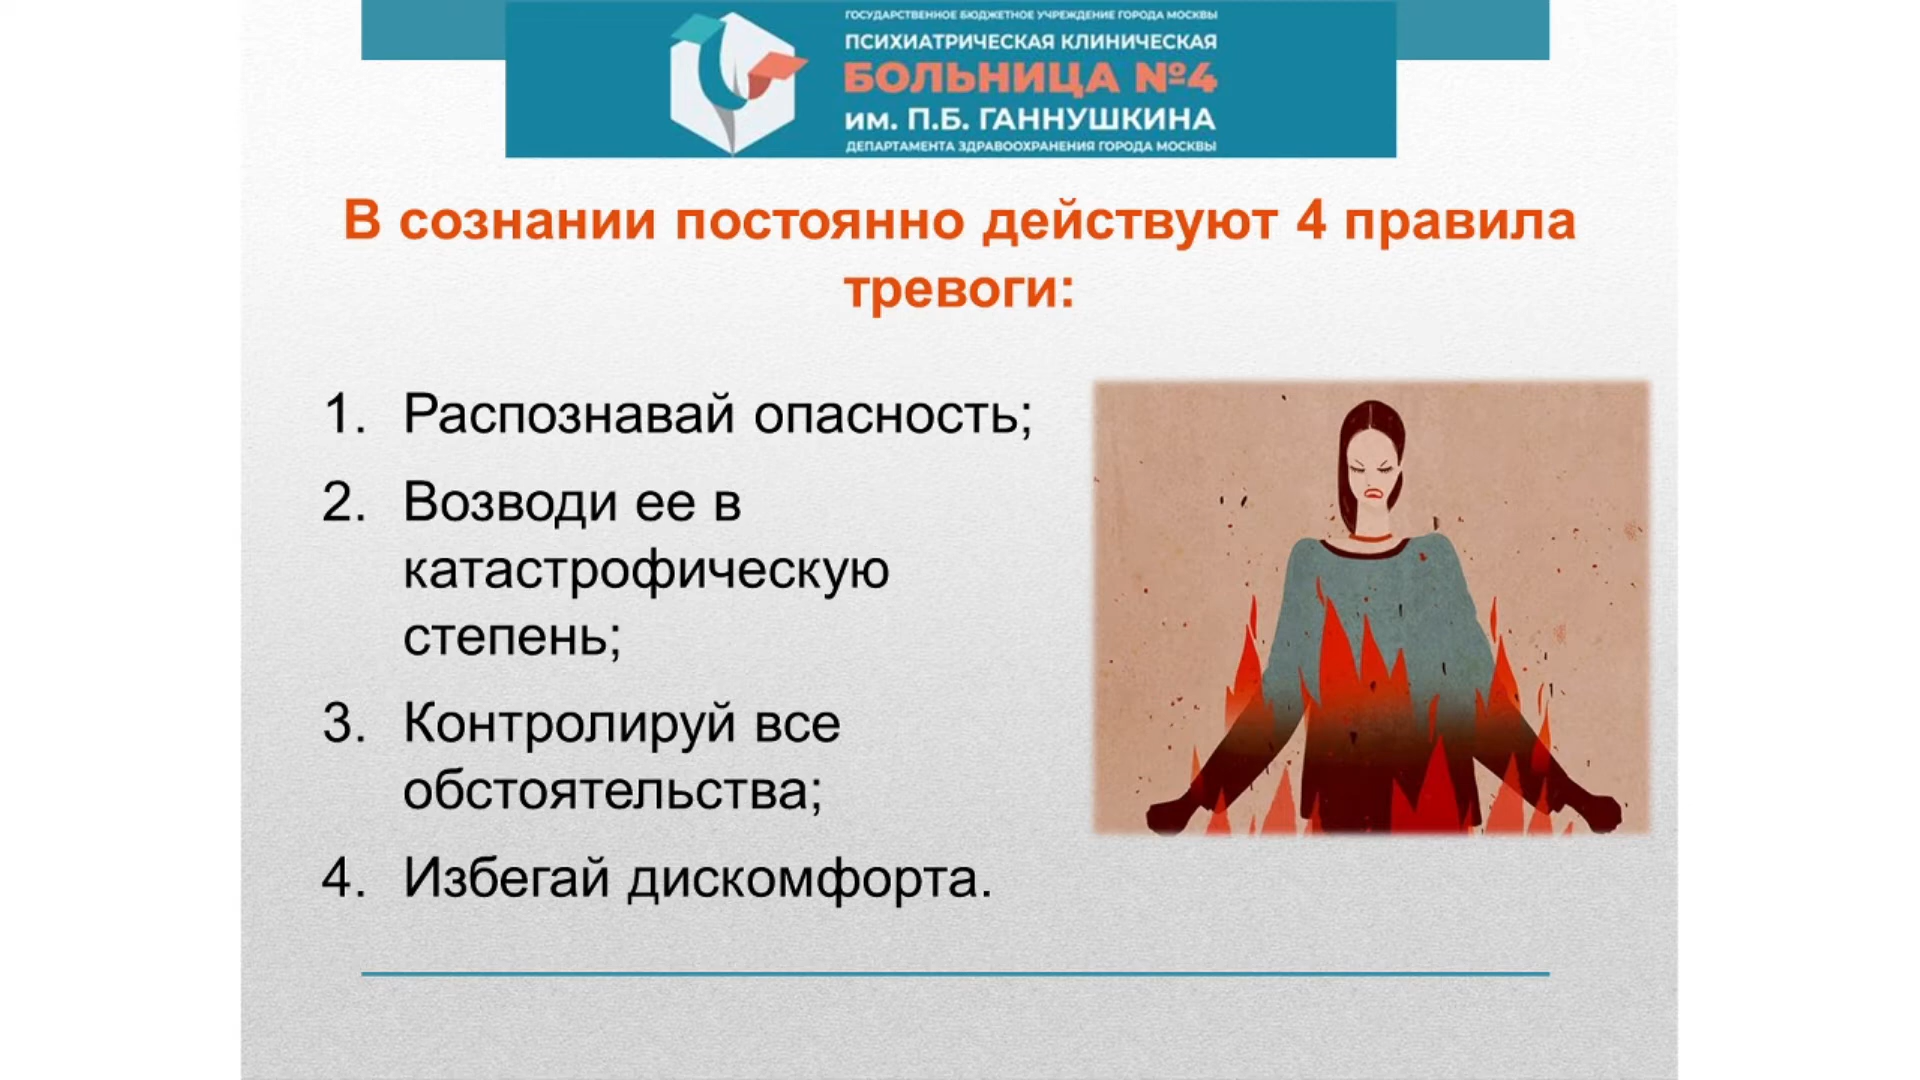 ГОСУДАРСТВЕННОЕ БЮДЖЕТНОЕ УЧРЕЖДЕНИЕ ГОРОДА МОСКВЫ
ПСИХИАТРИЧЕСКАЯ КЛИНИЧЕСКАЯ
БОЛЬНИЦА №4
им. П.Б. ГАННУШКИНА
ДЕПАРТАМЕНТА ЗДРАВООХРАНЕНИЯ ГОРОДА МОСКВЫ
В сознании постоянно действуют 4 правила
тревоги:
1. Распознавай опасность;
2. Возводи ее в
катастрофическую
степень;
3. Контролируй все
обстоятельства;
4. Избегай дискомфорта.